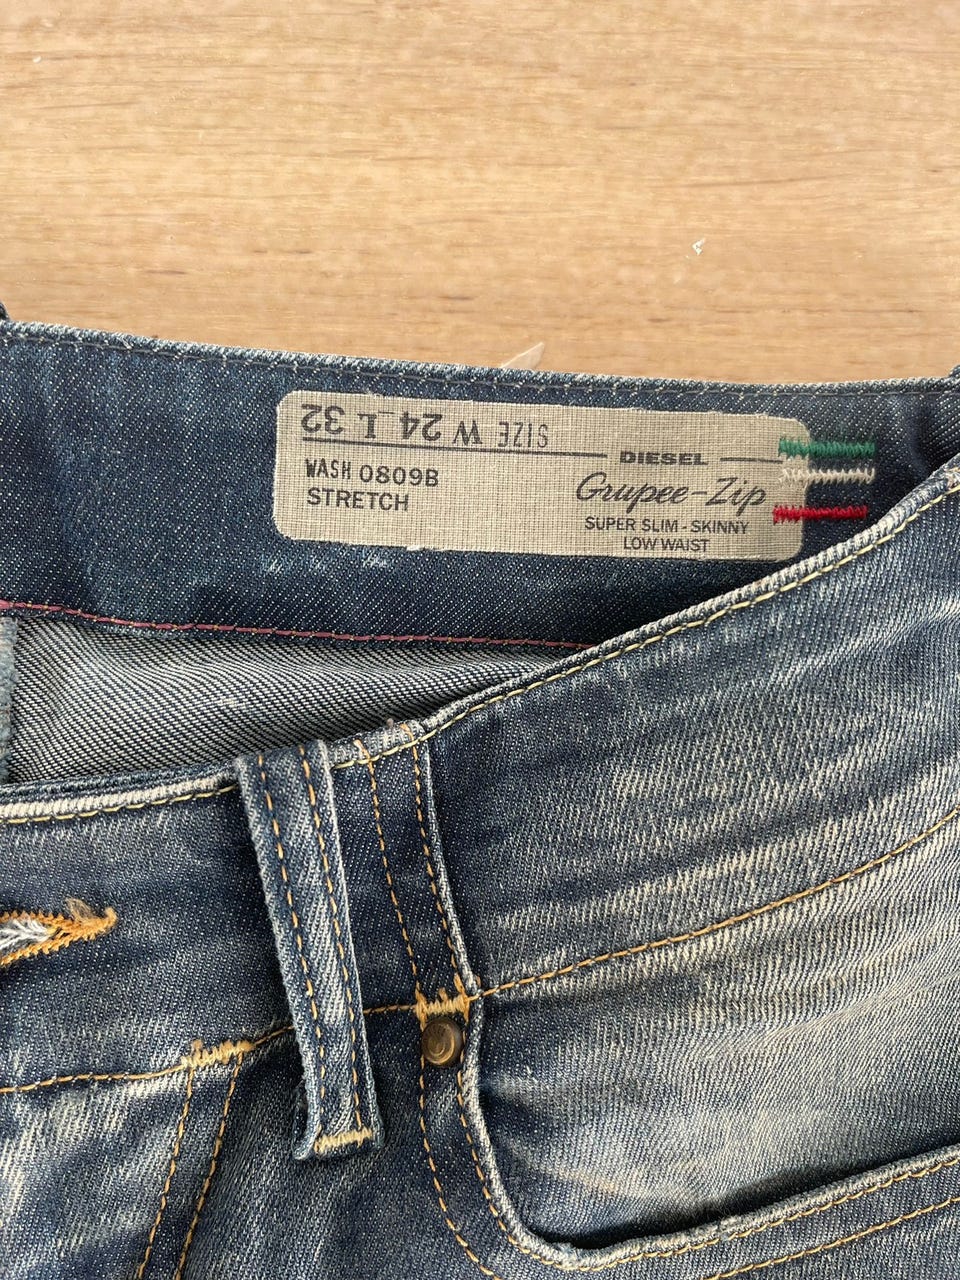 SIZE W 24 L 32
DIESEL
Grupee-Zip
SUPER SLIM - SKINNY
LOW WAIST
WASH 0809B
STRETCH